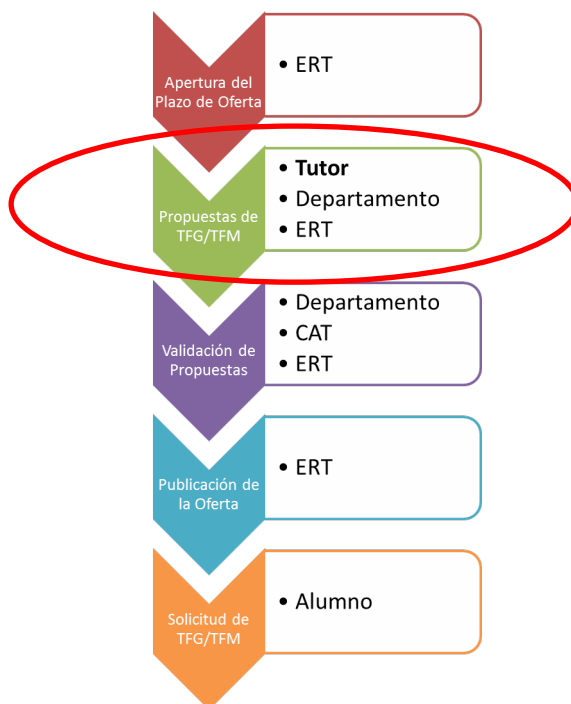 Apertura del
Plazo de Oferta
• ERT
Propuestas de
TFG/TFM
• Tutor
• Departamento
• ERT
Validación de
Propuestas
• Departamento
• CAT
• ERT
Publicación de
la Oferta
• ERT
Solicitud de
TFG/TFM
• Alumno